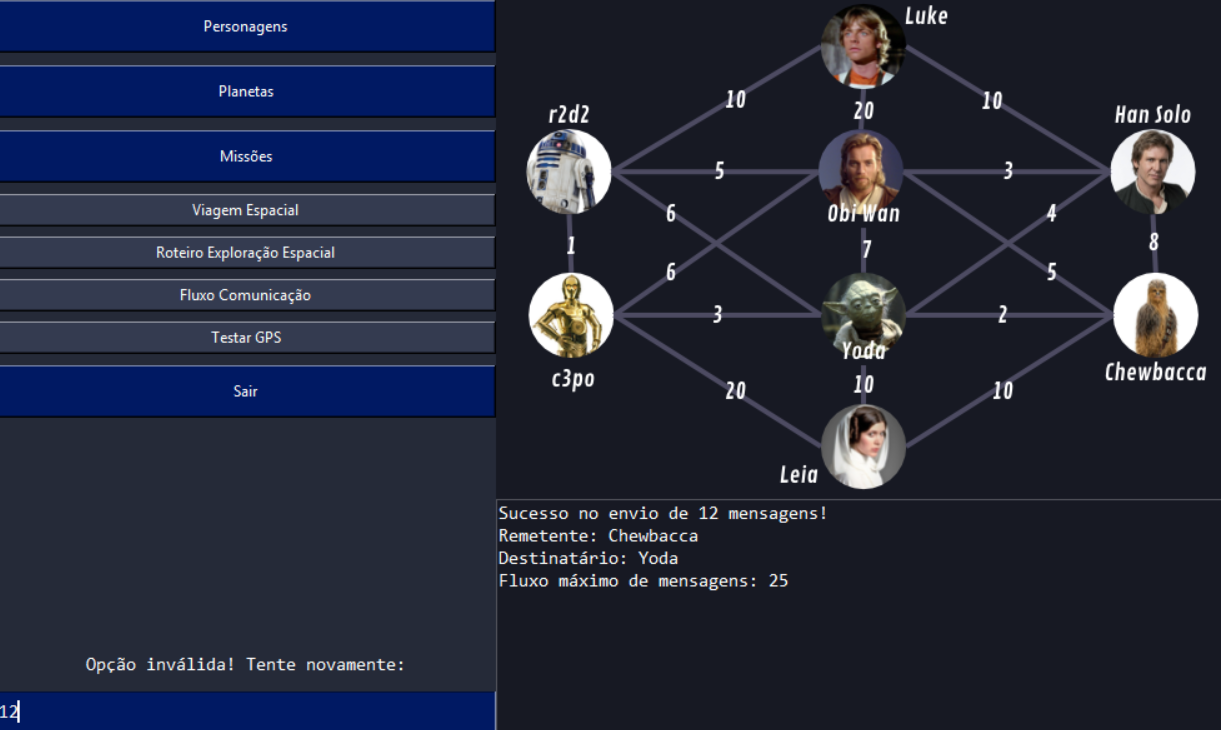 Personagens
Planetas
Missões
Viagem Espacial
Roteiro Exploração Espacial
Fluxo Comunicação
Testar GPS
Sair
Opção inválida! Tente novamente:
12
Luke
10
20
10
r2d2
Han Solo
5
3
Obi Wan
6
4
1
7
8
6
5
3
2
Yoda
c3po
Chewbacca
20
10
10
Leia
Sucesso no envio de 12 mensagens!
Remetente: Chewbacca
Destinatário: Yoda
Fluxo máximo de mensagens: 25